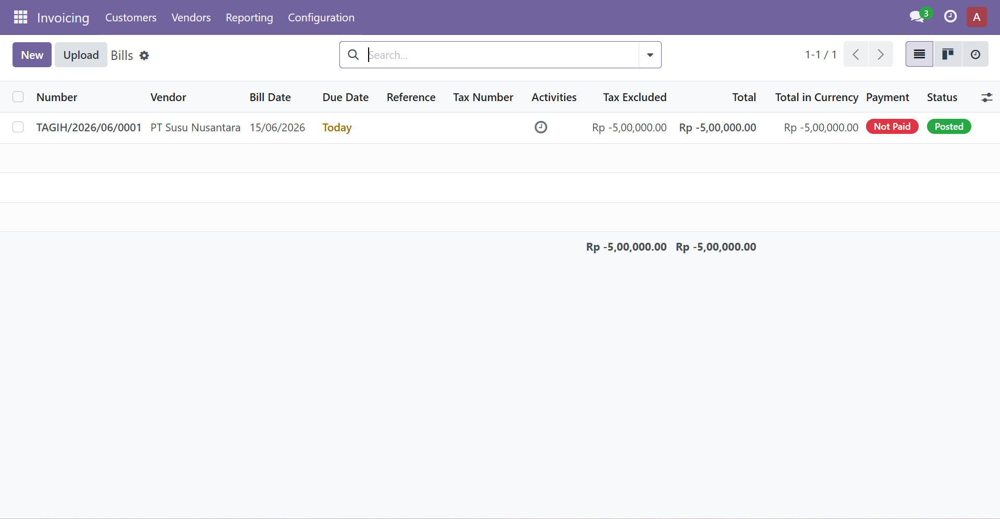 Invoicing Customers Vendors Reporting Configuration 3 A
New Upload Bills Search... 1-1 / 1
Number Vendor Bill Date Due Date Reference Tax Number Activities Tax Excluded Total Total in Currency Payment Status
TAGIH/2026/06/0001 PT Susu Nusantara 15/06/2026 Today Rp -5,00,000.00 Rp -5,00,000.00 Rp -5,00,000.00 Not Paid Posted
Rp -5,00,000.00 Rp -5,00,000.00